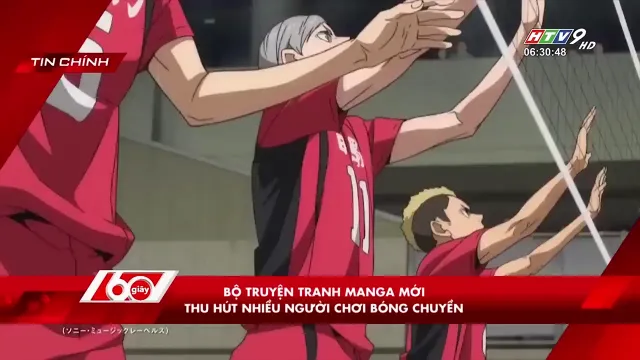 TIN CHÍNH
HTV9 HD
06:30:48
11
60 giây
BỘ TRUYỆN TRANH MANGA MỚI
THU HÚT NHIỀU NGƯỜI CHƠI BÓNG CHUYỀN
(ソニー・ミュージックレーベルズ)